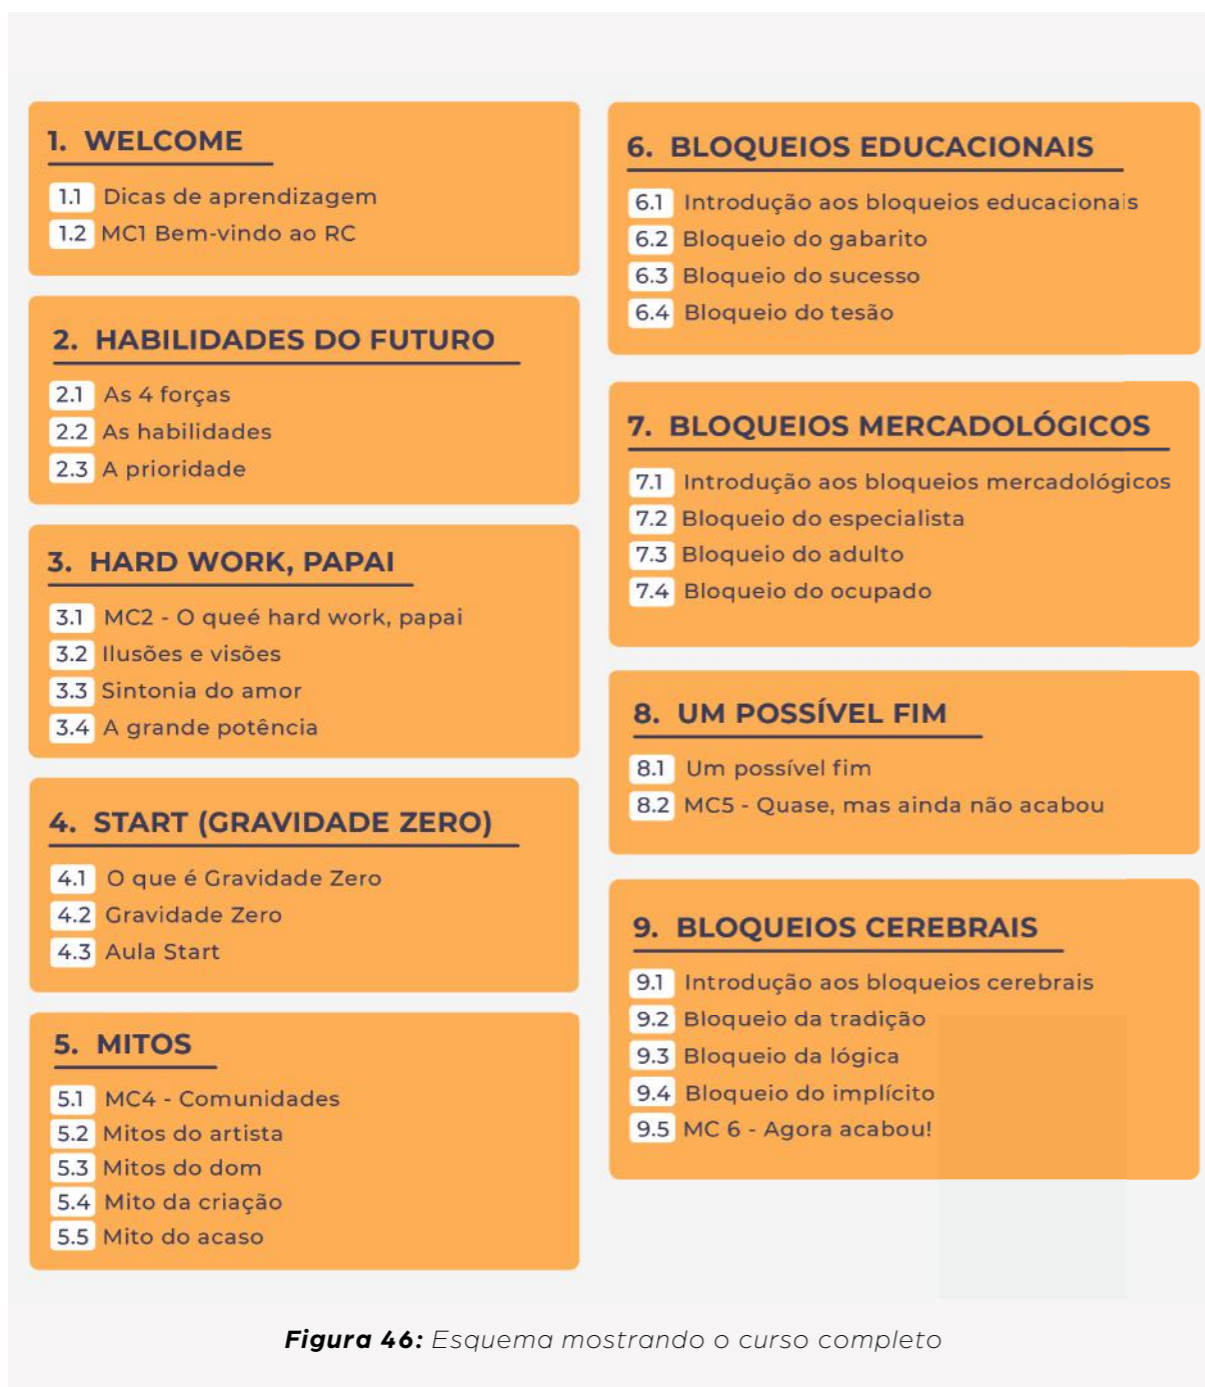 1. WELCOME
1.1 Dicas de aprendizagem
1.2 MC1 Bem-vindo ao RC
2. HABILIDADES DO FUTURO
2.1 As 4 forças
2.2 As habilidades
2.3 A prioridade
3. HARD WORK, PAPAI
3.1 MC2 - O queé hard work, papai
3.2 Ilusões e visões
3.3 Sintonia do amor
3.4 A grande potência
4. START (GRAVIDADE ZERO)
4.1 O que é Gravidade Zero
4.2 Gravidade Zero
4.3 Aula Start
5. MITOS
5.1 MC4 - Comunidades
5.2 Mitos do artista
5.3 Mitos do dom
5.4 Mito da criação
5.5 Mito do acaso
6. BLOQUEIOS EDUCACIONAIS
6.1 Introdução aos bloqueios educacionais
6.2 Bloqueio do gabarito
6.3 Bloqueio do sucesso
6.4 Bloqueio do tesão
7. BLOQUEIOS MERCADOLÓGICOS
7.1 Introdução aos bloqueios mercadológicos
7.2 Bloqueio do especialista
7.3 Bloqueio do adulto
7.4 Bloqueio do ocupado
8. UM POSSÍVEL FIM
8.1 Um possível fim
8.2 MC5 - Quase, mas ainda não acabou
9. BLOQUEIOS CEREBRAIS
9.1 Introdução aos bloqueios cerebrais
9.2 Bloqueio da tradição
9.3 Bloqueio da lógica
9.4 Bloqueio do implícito
9.5 MC 6 - Agora acabou!
Figura 46: Esquema mostrando o curso completo